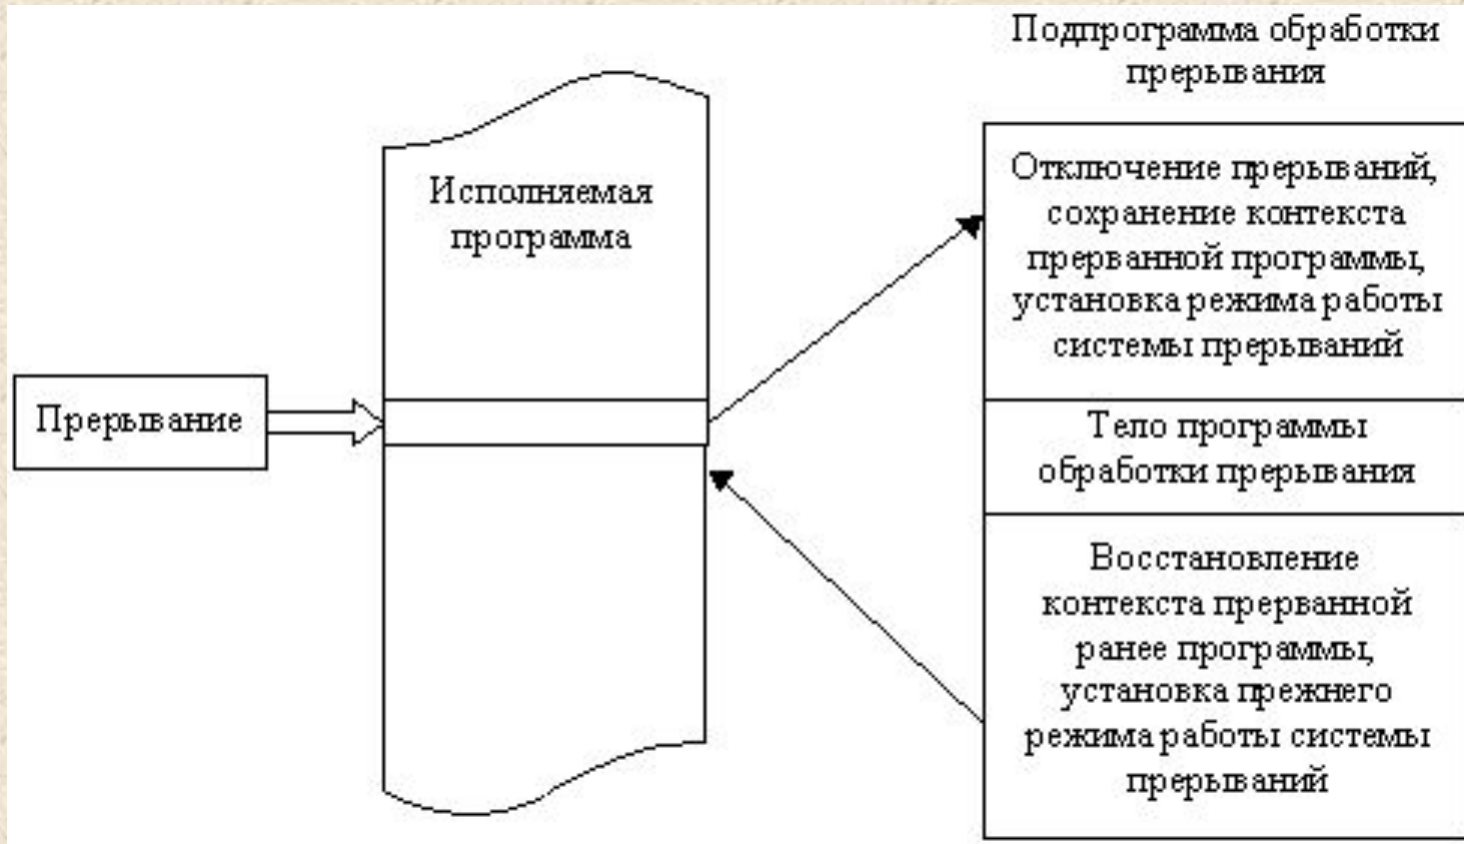 Подпрограмма обработки
прерывания
Исполняемая
программа
Прерывание
Отключение прерываний,
сохранение контекста
прерванной программы,
установка режима работы
системы прерываний
Тело программы
обработки прерывания
Восстановление
контекста прерванной
ранее программы,
установка прежнего
режима работы системы
прерываний